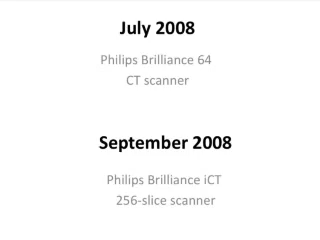 July 2008
Philips Brilliance 64
CT scanner
September 2008
Philips Brilliance iCT
256-slice scanner